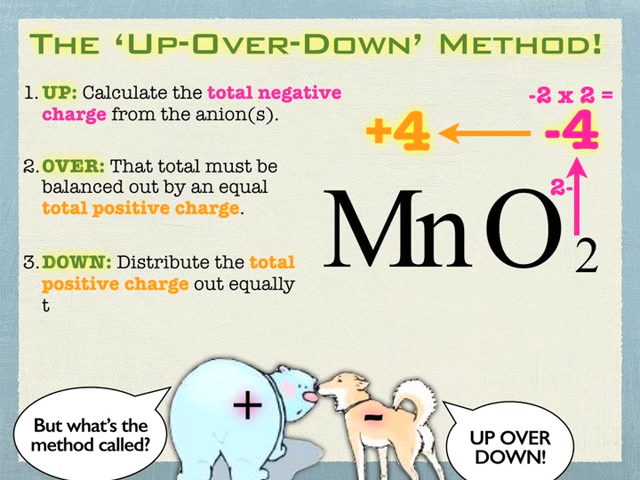 THE ‘UP-OVER-DOWN’ METHOD!
1. UP: Calculate the total negative
charge from the anion(s).
2. OVER: That total must be
balanced out by an equal
total positive charge.
3. DOWN: Distribute the total
positive charge out equally
t
-2 x 2 =
+4 -4
2-
MnO2
+
-
But what’s the
method called?
UP OVER
DOWN!